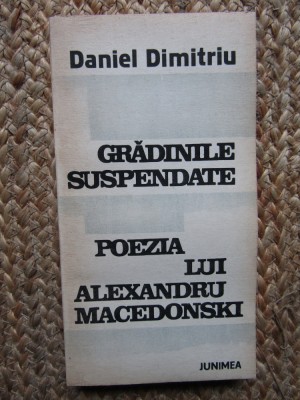 Daniel Dimitriu
GRĂDINILE
SUSPENDATE
POEZIA
LUI
ALEXANDRU
MACEDONSKI
JUNIMEA